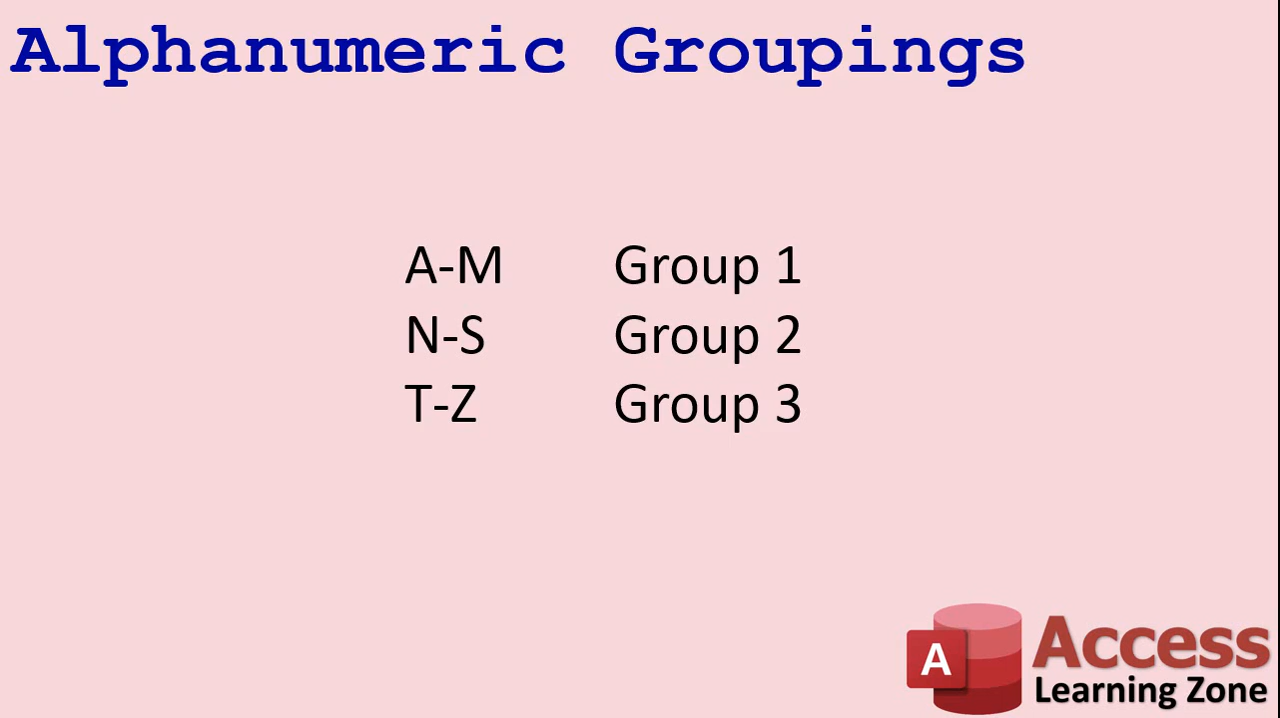 Alphanumeric Groupings
A-M Group 1
N-S Group 2
T-Z Group 3
A Access
Learning Zone